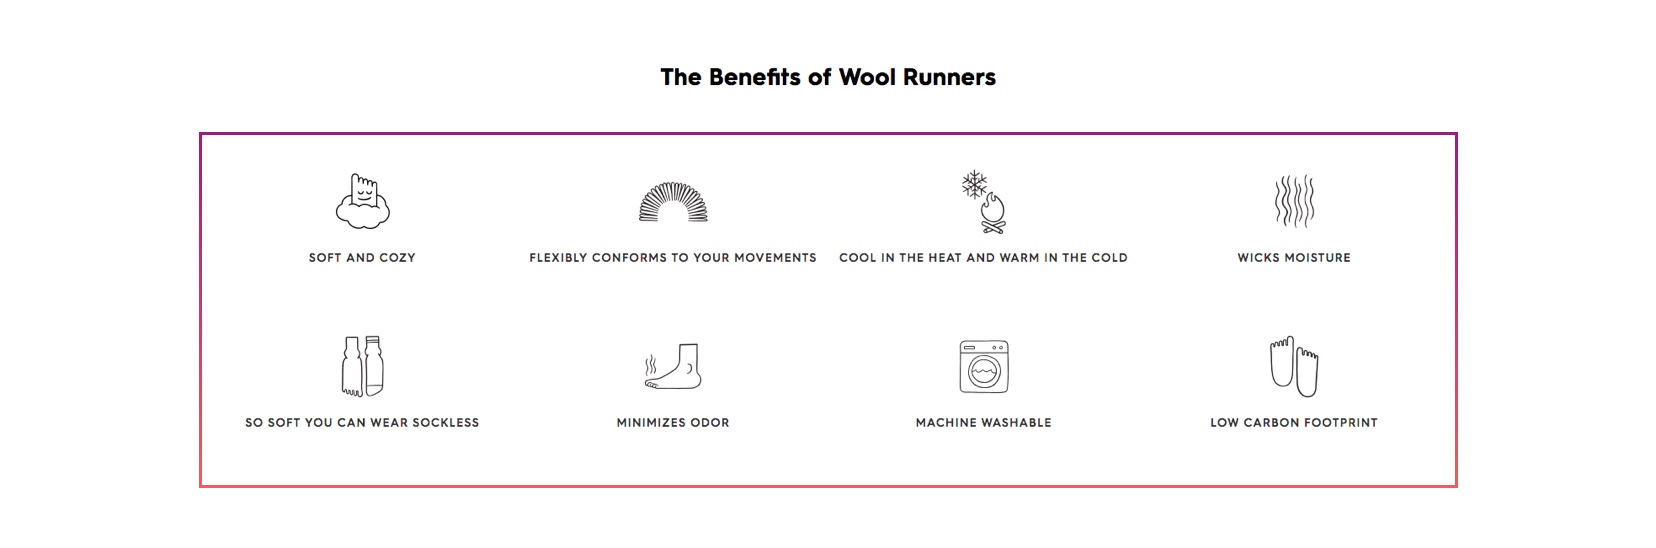 The Benefits of Wool Runners
SOFT AND COZY
FLEXIBLY CONFORMS TO YOUR MOVEMENTS
COOL IN THE HEAT AND WARM IN THE COLD
WICKS MOISTURE
SO SOFT YOU CAN WEAR SOCKLESS
MINIMIZES ODOR
MACHINE WASHABLE
LOW CARBON FOOTPRINT